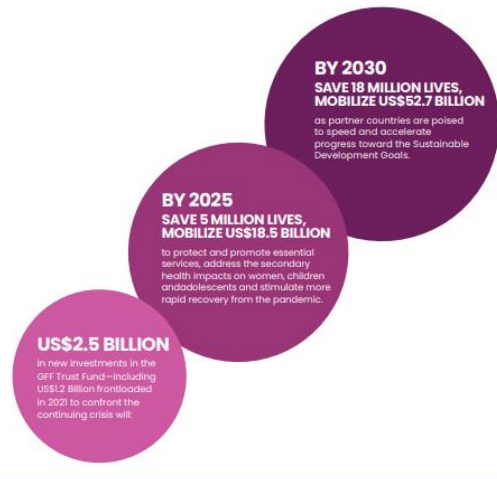 BY 2030
SAVE 18 MILLION LIVES,
MOBILIZE US$52.7 BILLION
as partner countries are poised
to speed and accelerate
progress toward the Sustainable
Development Goals.
BY 2025
SAVE 5 MILLION LIVES,
MOBILIZE US$18.5 BILLION
to protect and promote essential
services, address the secondary
health impacts on women, children
andadolescents and stimulate more
rapid recovery from the pandemic.
US$2.5 BILLION
in new investments in the
GFF Trust Fund—including
US$1.2 Billion frontloaded
in 2021 to confront the
continuing crisis will: